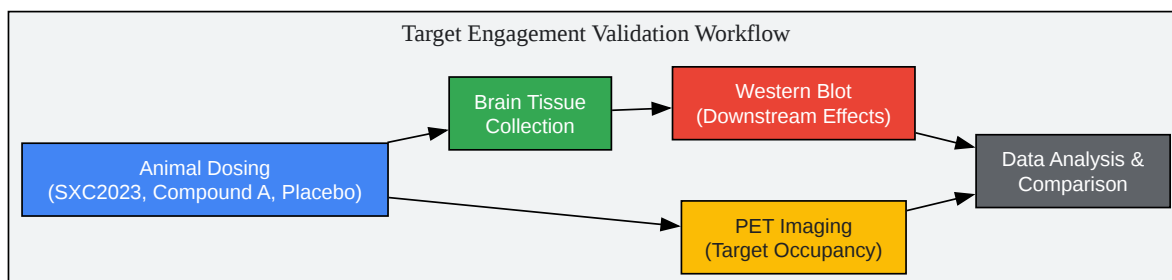 Target Engagement Validation Workflow
Animal Dosing
(SXC2023, Compound A, Placebo)
Brain Tissue
Collection
Western Blot
(Downstream Effects)
PET Imaging
(Target Occupancy)
Data Analysis &
Comparison